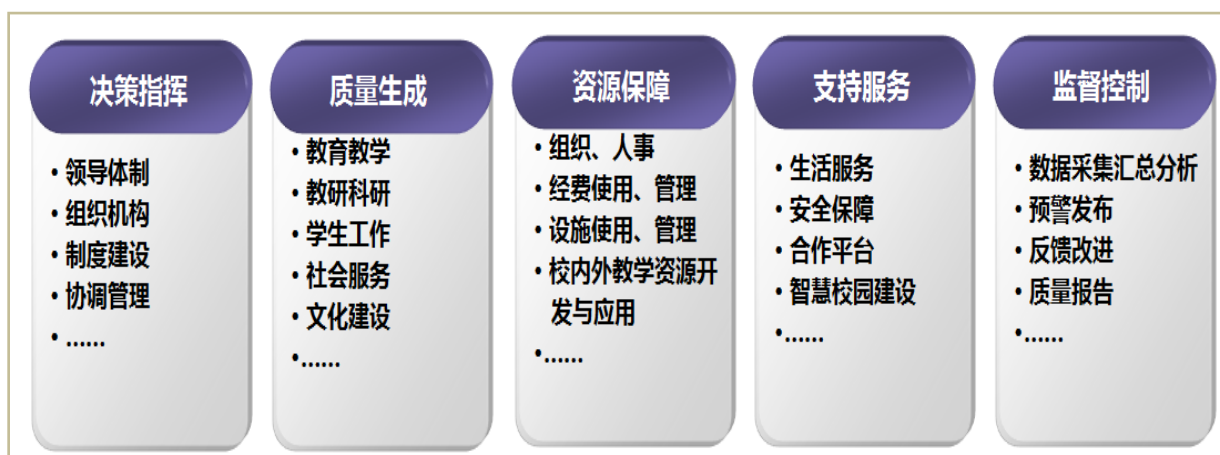 决策指挥
• 领导体制
• 组织机构
• 制度建设
• 协调管理
• ......
质量生成
• 教育教学
• 教研科研
• 学生工作
• 社会服务
• 文化建设
•......
资源保障
• 组织、人事
• 经费使用、管理
• 设施使用、管理
• 校内外教学资源开
发与应用
•......
支持服务
• 生活服务
• 安全保障
• 合作平台
• 智慧校园建设
•......
监督控制
• 数据采集汇总分析
• 预警发布
• 反馈改进
• 质量报告
•......